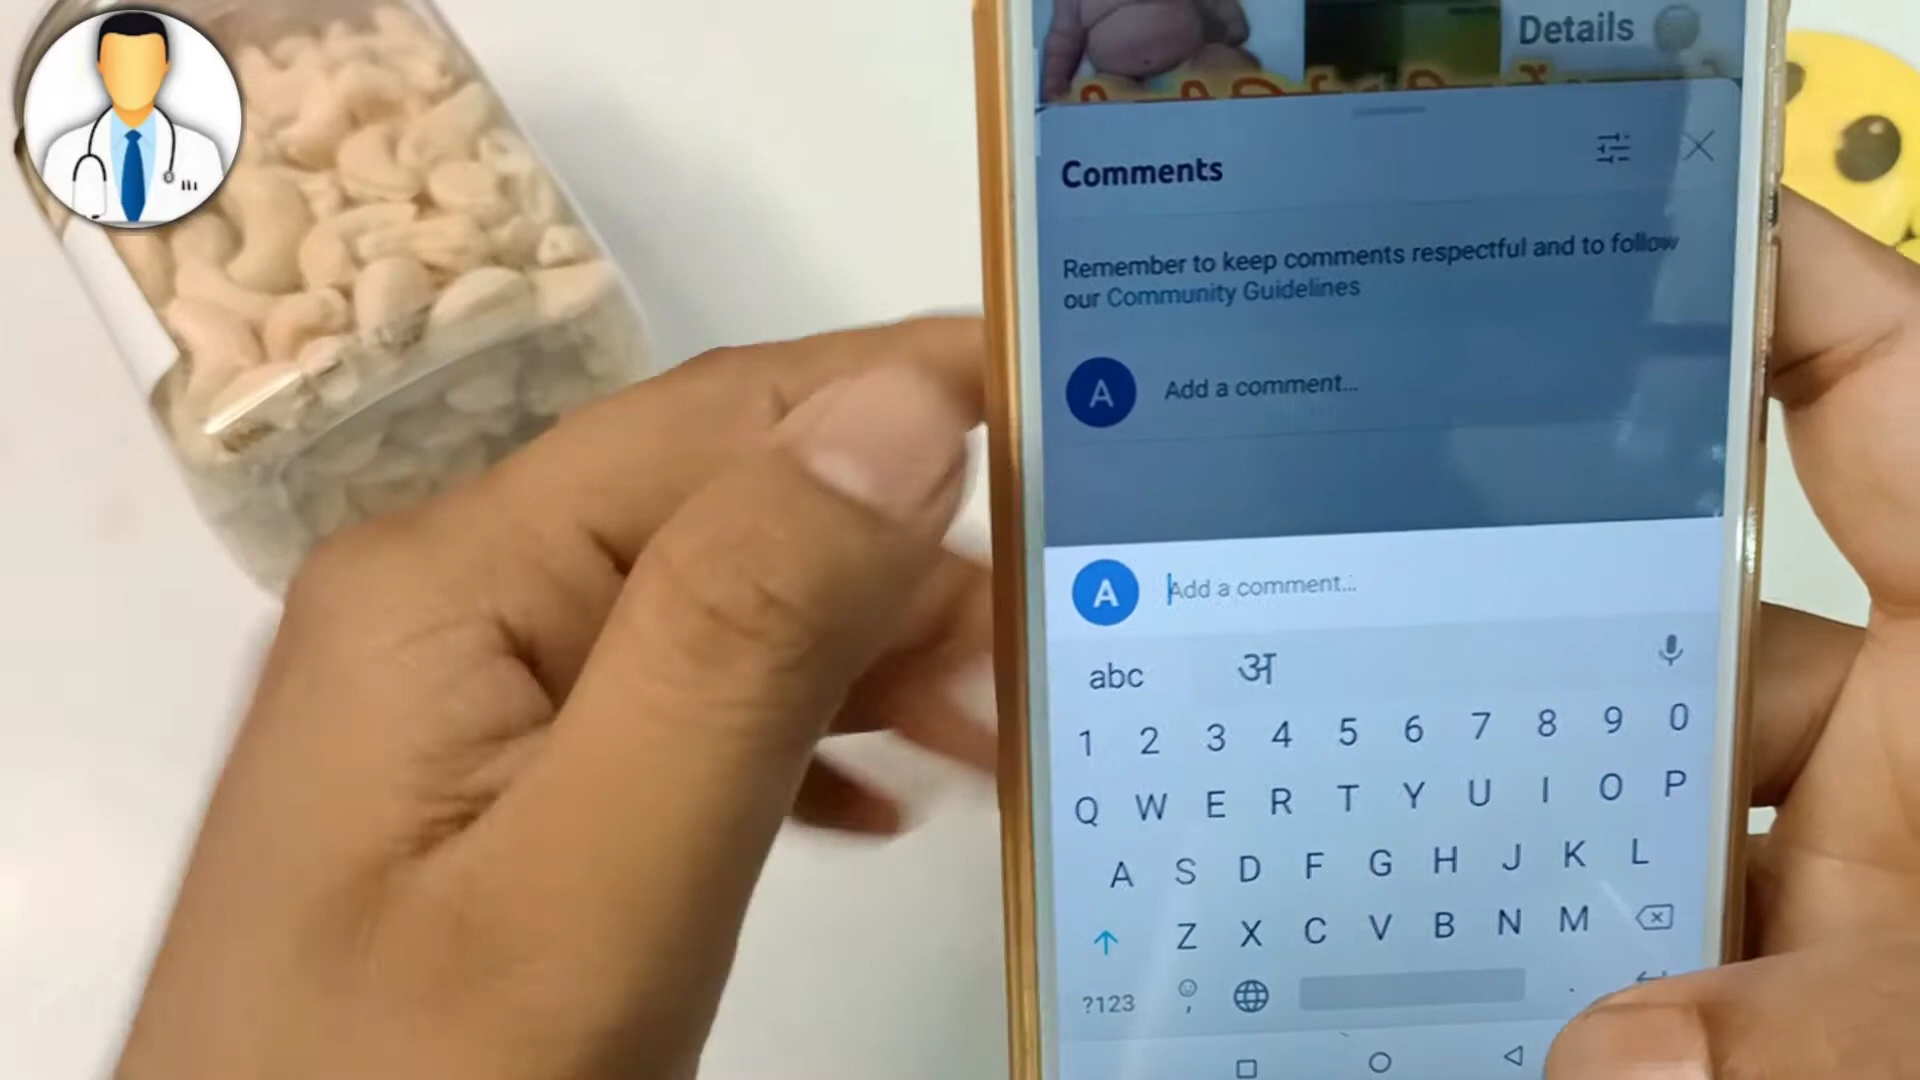 Details
Comments
Remember to keep comments respectful and to follow
our Community Guidelines
A
Add a comment...
A
Add a comment...
abc
अ
1 2 3 4 5 6 7 8 9 0
Q W E R T Y U I O P
A S D F G H J K L
Z X C V B N M
?123 , .